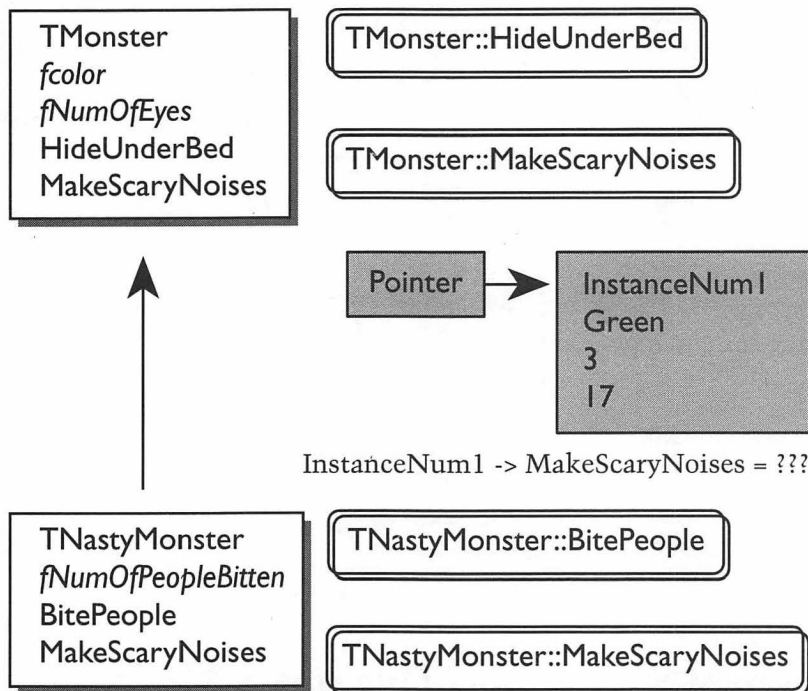 TMonster
fcolor
fNumOfEyes
HideUnderBed
MakeScaryNoises
TMonster::HideUnderBed
TMonster::MakeScaryNoises
Pointer
InstanceNum1
Green
3
17
InstanceNum1 -> MakeScaryNoises = ???
TNastyMonster
fNumOfPeopleBitten
BitePeople
MakeScaryNoises
TNastyMonster::BitePeople
TNastyMonster::MakeScaryNoises